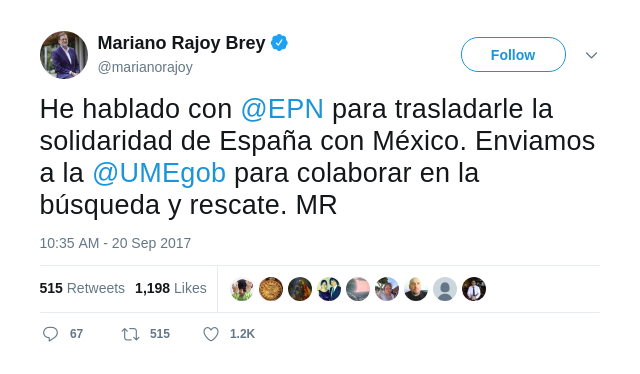 Mariano Rajoy Brey
@marianorajoy
Follow
He hablado con @EPN para trasladarle la
solidaridad de España con México. Enviamos
a la @UMEgob para colaborar en la
búsqueda y rescate. MR
10:35 AM - 20 Sep 2017
515 Retweets 1,198 Likes
67 515 1.2K